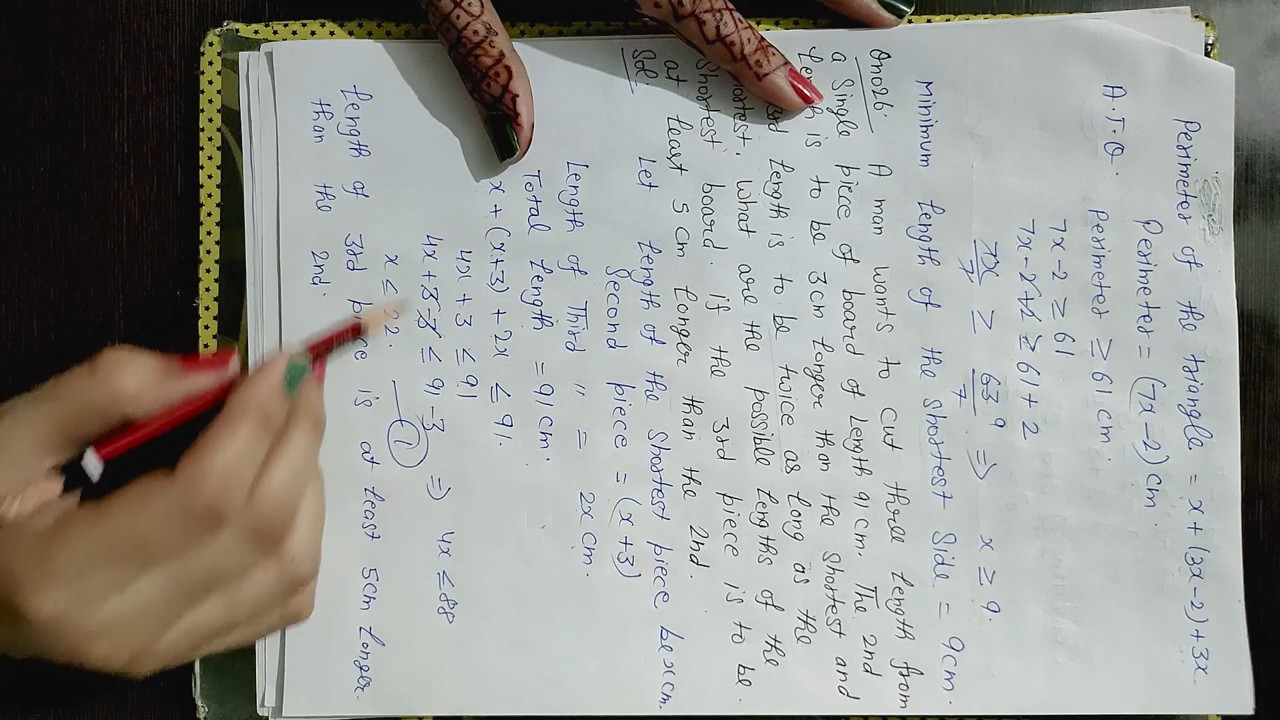 Perimeter of the triangle = x + (3x-2) + 3x
Perimeter = (7x-2) cm.
A.T.Q. Perimeter ≥ 61 cm.
7x-2 ≥ 61
7x-2+2 ≥ 61+2
7x/7 ≥ 63/7 9 ⇒ x ≥ 9.
Minimum length of the shortest side = 9cm.
A man wants to cut three length from
a Single piece of board of Length 91 cm. The 2nd
Length is to be 3cm longer than the shortest and
3rd Length is to be twice as long as the
What are the possible lengths of the
Shortest board. if the 3rd piece is to be.
at Least 5 cm longer than the 2nd.
Sol. Let Length of the shortest piece be x cm.
Second piece = (x+3)
Length of Third " = 2x cm.
Total Length = 91 cm.
x + (x+3) + 2x ≤ 91.
4x + 3 ≤ 91
4x+3-3 ≤ 91-3 ⇒ 4x ≤ 88
x ≤ 22. — 1
Length of 3rd piece is at Least 5cm Longer.
than the 2nd.